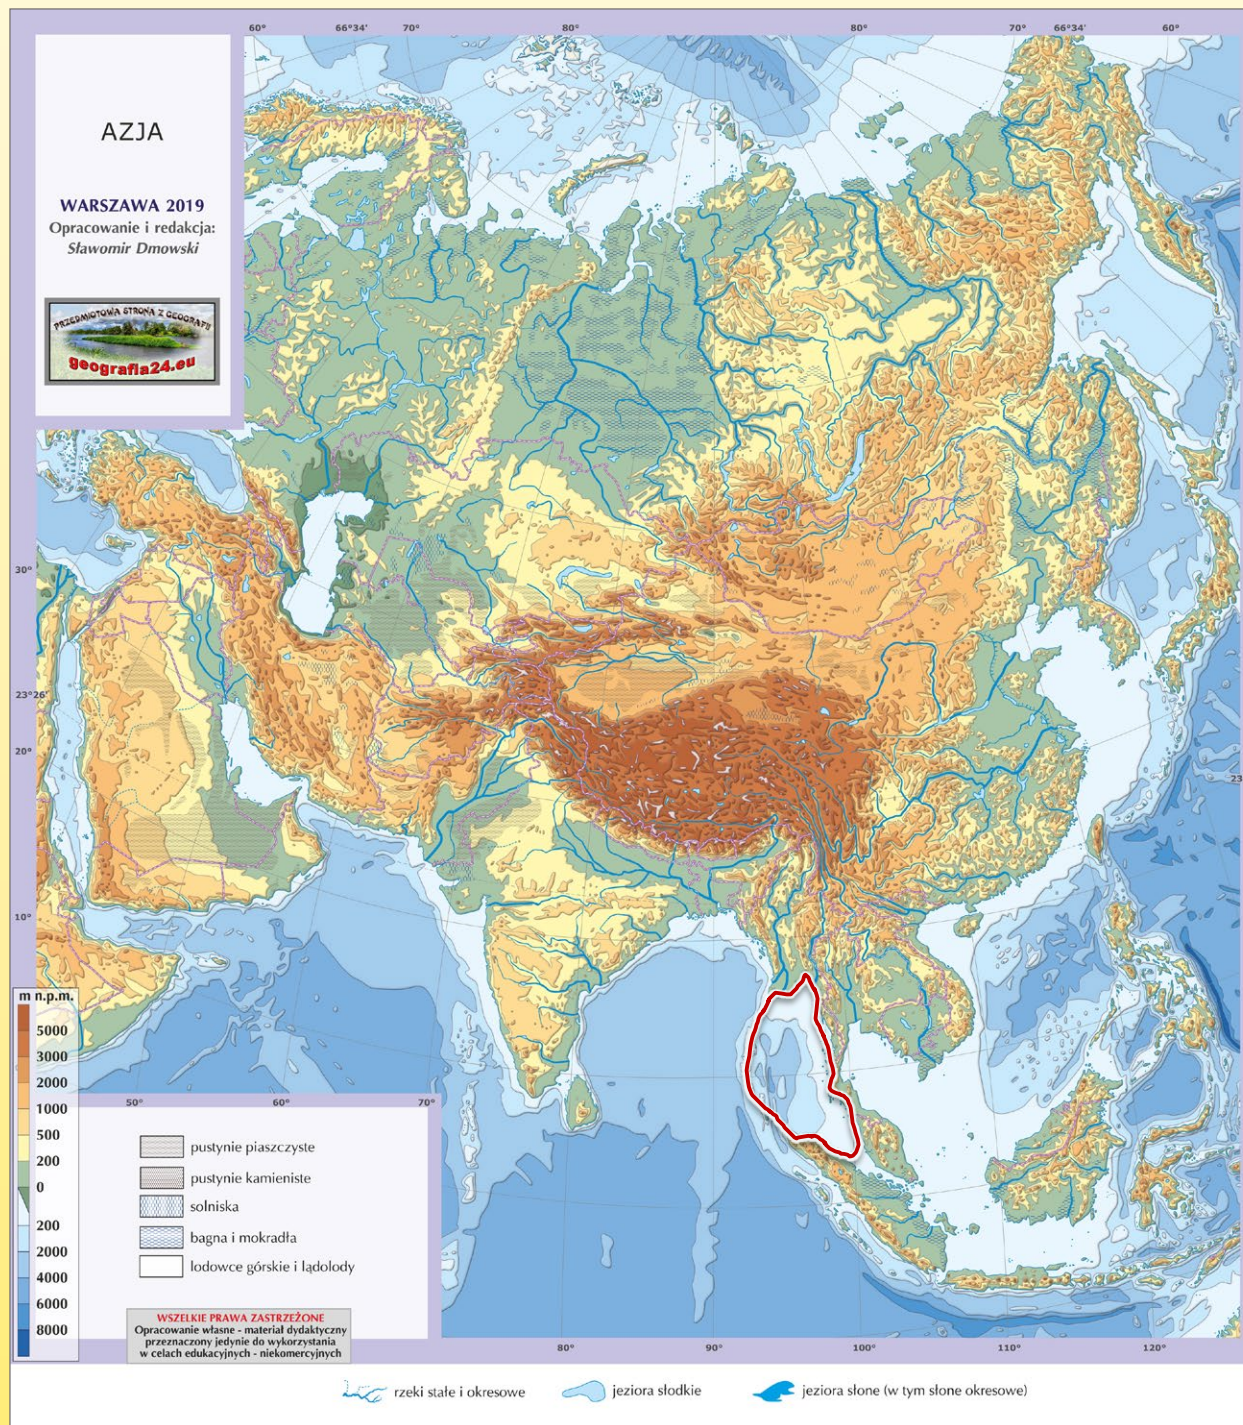 60° 66°34' 70° 80° 80° 70° 66°34' 60°
AZJA
WARSZAWA 2019
Opracowanie i redakcja:
Sławomir Dmowski
PRZEDMIOTOWA STRONA Z GEOGRAFII
geografia24.eu
30°
23°26'
20°
23
10°
m n.p.m.
5000
3000
2000
1000
500
200
0
200
2000
4000
6000
8000
50° 60° 70°
pustynie piaszczyste
pustynie kamieniste
solniska
bagna i mokradła
lodowce górskie i lądolody
WSZELKIE PRAWA ZASTRZEŻONE
Opracowanie własne - materiał dydaktyczny
przeznaczony jedynie do wykorzystania
w celach edukacyjnych - niekomercyjnych
80° 90° 100° 110° 120°
rzeki stałe i okresowe
jeziora słodkie
jeziora słone (w tym słone okresowe)